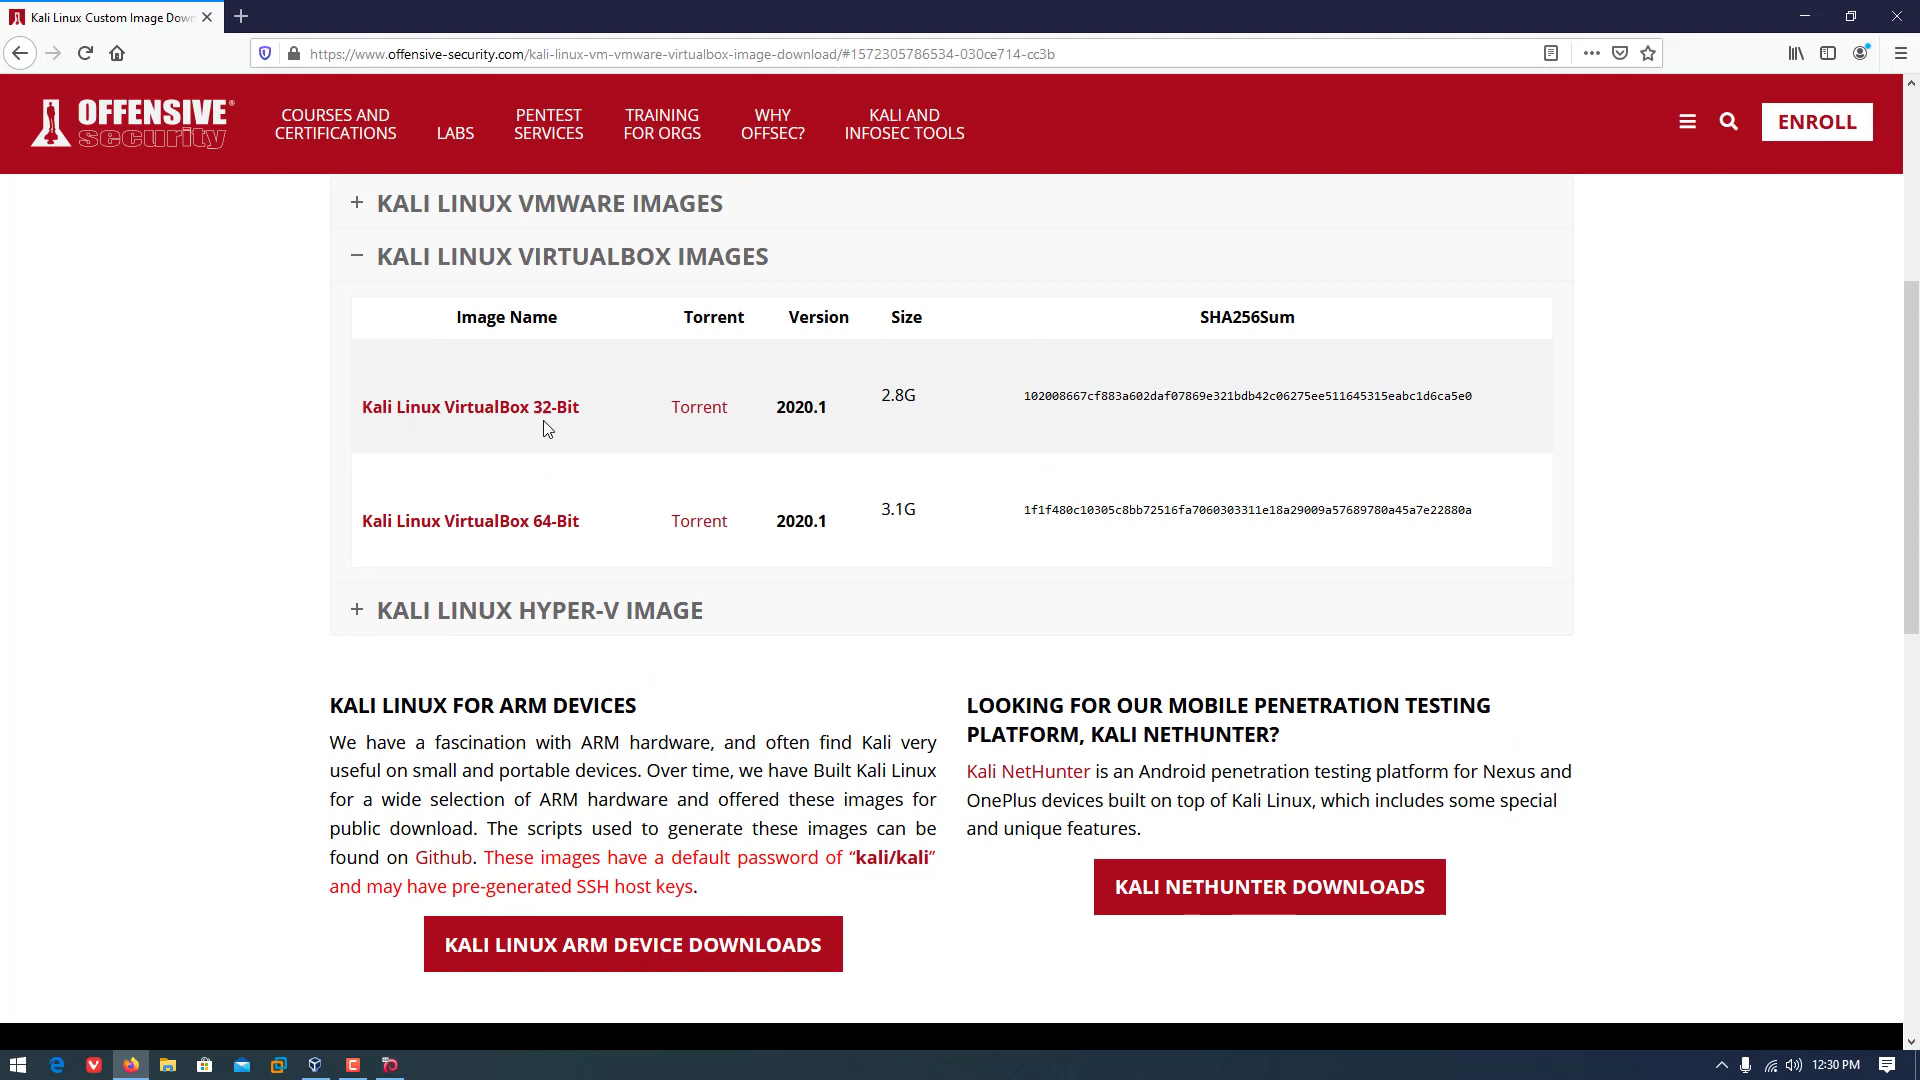 Kali Linux Custom Image Down
https://www.offensive-security.com/kali-linux-vm-vmware-virtualbox-image-download/#1572305786534-030ce714-cc3b
OFFENSIVE®
security
COURSES AND
CERTIFICATIONS
LABS
PENTEST
SERVICES
TRAINING
FOR ORGS
WHY
OFFSEC?
KALI AND
INFOSEC TOOLS
ENROLL
+ KALI LINUX VMWARE IMAGES
− KALI LINUX VIRTUALBOX IMAGES
Image Name Torrent Version Size SHA256Sum
Kali Linux VirtualBox 32-Bit Torrent 2020.1 2.8G 102008667cf883a602daf07869e321bdb42c06275ee511645315eabc1d6ca5e0
Kali Linux VirtualBox 64-Bit Torrent 2020.1 3.1G 1f1f480c10305c8bb72516fa7060303311e18a29009a57689780a45a7e22880a
+ KALI LINUX HYPER-V IMAGE
KALI LINUX FOR ARM DEVICES
We have a fascination with ARM hardware, and often find Kali very
useful on small and portable devices. Over time, we have Built Kali Linux
for a wide selection of ARM hardware and offered these images for
public download. The scripts used to generate these images can be
found on Github. These images have a default password of “kali/kali”
and may have pre-generated SSH host keys.
KALI LINUX ARM DEVICE DOWNLOADS
LOOKING FOR OUR MOBILE PENETRATION TESTING
PLATFORM, KALI NETHUNTER?
Kali NetHunter is an Android penetration testing platform for Nexus and
OnePlus devices built on top of Kali Linux, which includes some special
and unique features.
KALI NETHUNTER DOWNLOADS
12:30 PM